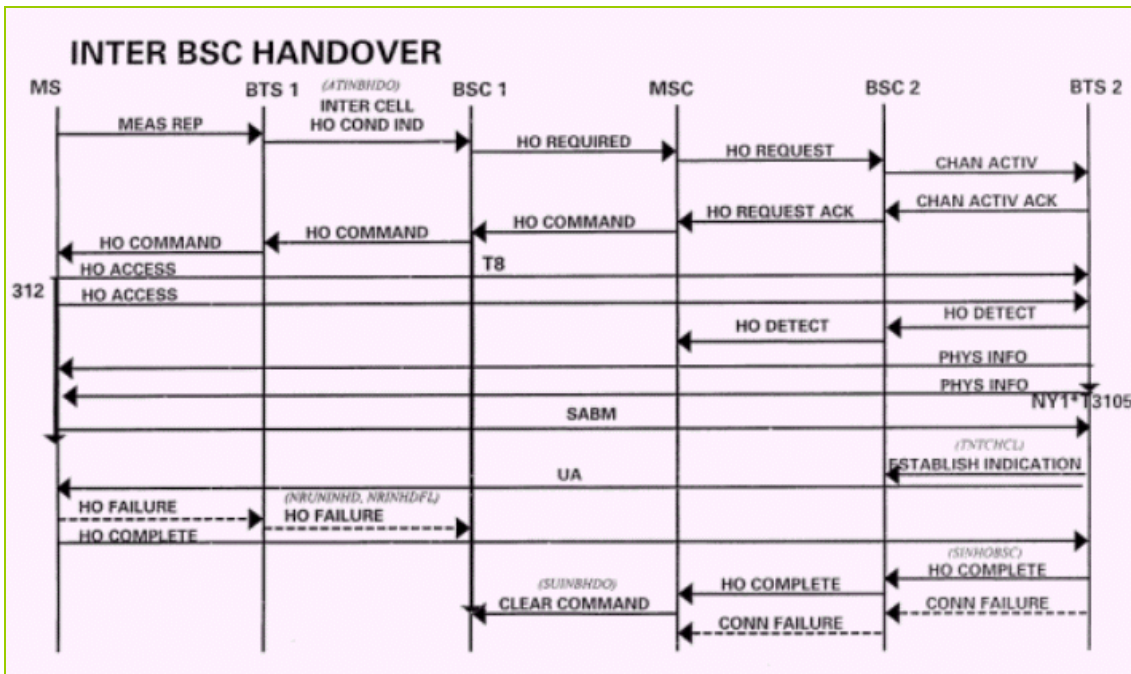 INTER BSC HANDOVER
MS
BTS 1
(ATINBHDO)
BSC 1
MSC
BSC 2
BTS 2
INTER CELL
HO COND IND
MEAS REP
HO REQUIRED
HO REQUEST
CHAN ACTIV
CHAN ACTIV ACK
HO REQUEST ACK
HO COMMAND
HO COMMAND
HO COMMAND
T8
HO ACCESS
312
HO ACCESS
HO DETECT
HO DETECT
PHYS INFO
PHYS INFO
NY1*T3105
SABM
(TNTCHCL)
ESTABLISH INDICATION
UA
(NRUNINHD, NRINHDFL)
HO FAILURE
HO FAILURE
HO COMPLETE
(SINHOBSC)
HO COMPLETE
(SUINBHDO)
HO COMPLETE
CLEAR COMMAND
CONN FAILURE
CONN FAILURE